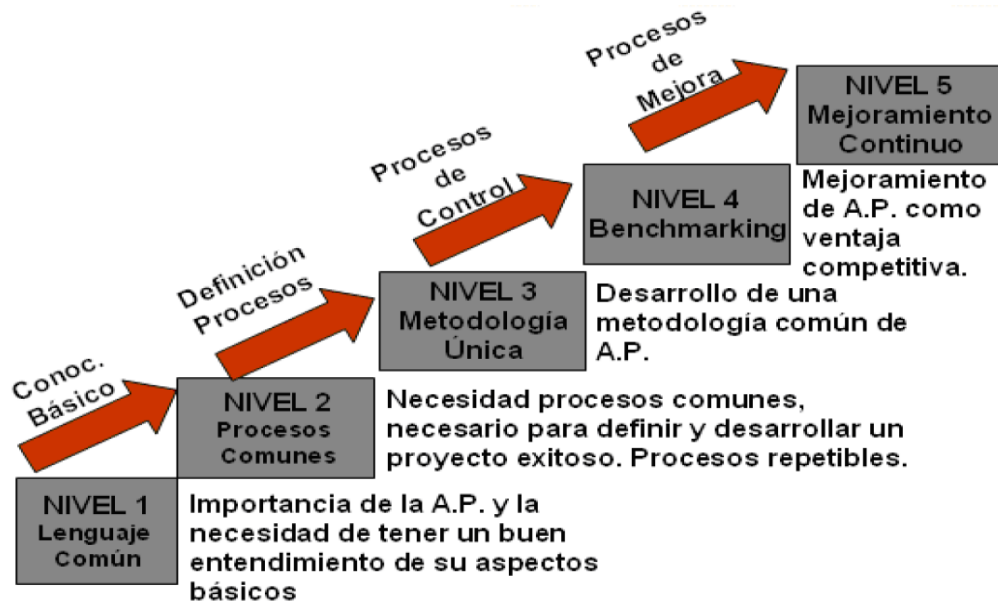 Procesos
de
Mejora
NIVEL 5
Mejoramiento
Continuo
Mejoramiento
de A.P. como
ventaja
competitiva.
Procesos
de
Control
NIVEL 4
Benchmarking
Definición
Procesos
NIVEL 3
Metodología
Única
Desarrollo de una
metodología común de
A.P.
Conoc.
Básico
NIVEL 2
Procesos
Comunes
Necesidad procesos comunes,
necesario para definir y desarrollar un
proyecto exitoso. Procesos repetibles.
NIVEL 1
Lenguaje
Común
Importancia de la A.P. y la
necesidad de tener un buen
entendimiento de su aspectos
básicos